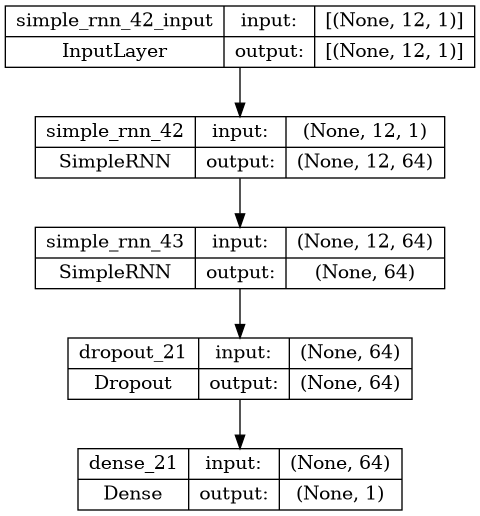 simple_rnn_42_input input: [(None, 12, 1)]
InputLayer output: [(None, 12, 1)]
simple_rnn_42 input: (None, 12, 1)
SimpleRNN output: (None, 12, 64)
simple_rnn_43 input: (None, 12, 64)
SimpleRNN output: (None, 64)
dropout_21 input: (None, 64)
Dropout output: (None, 64)
dense_21 input: (None, 64)
Dense output: (None, 1)